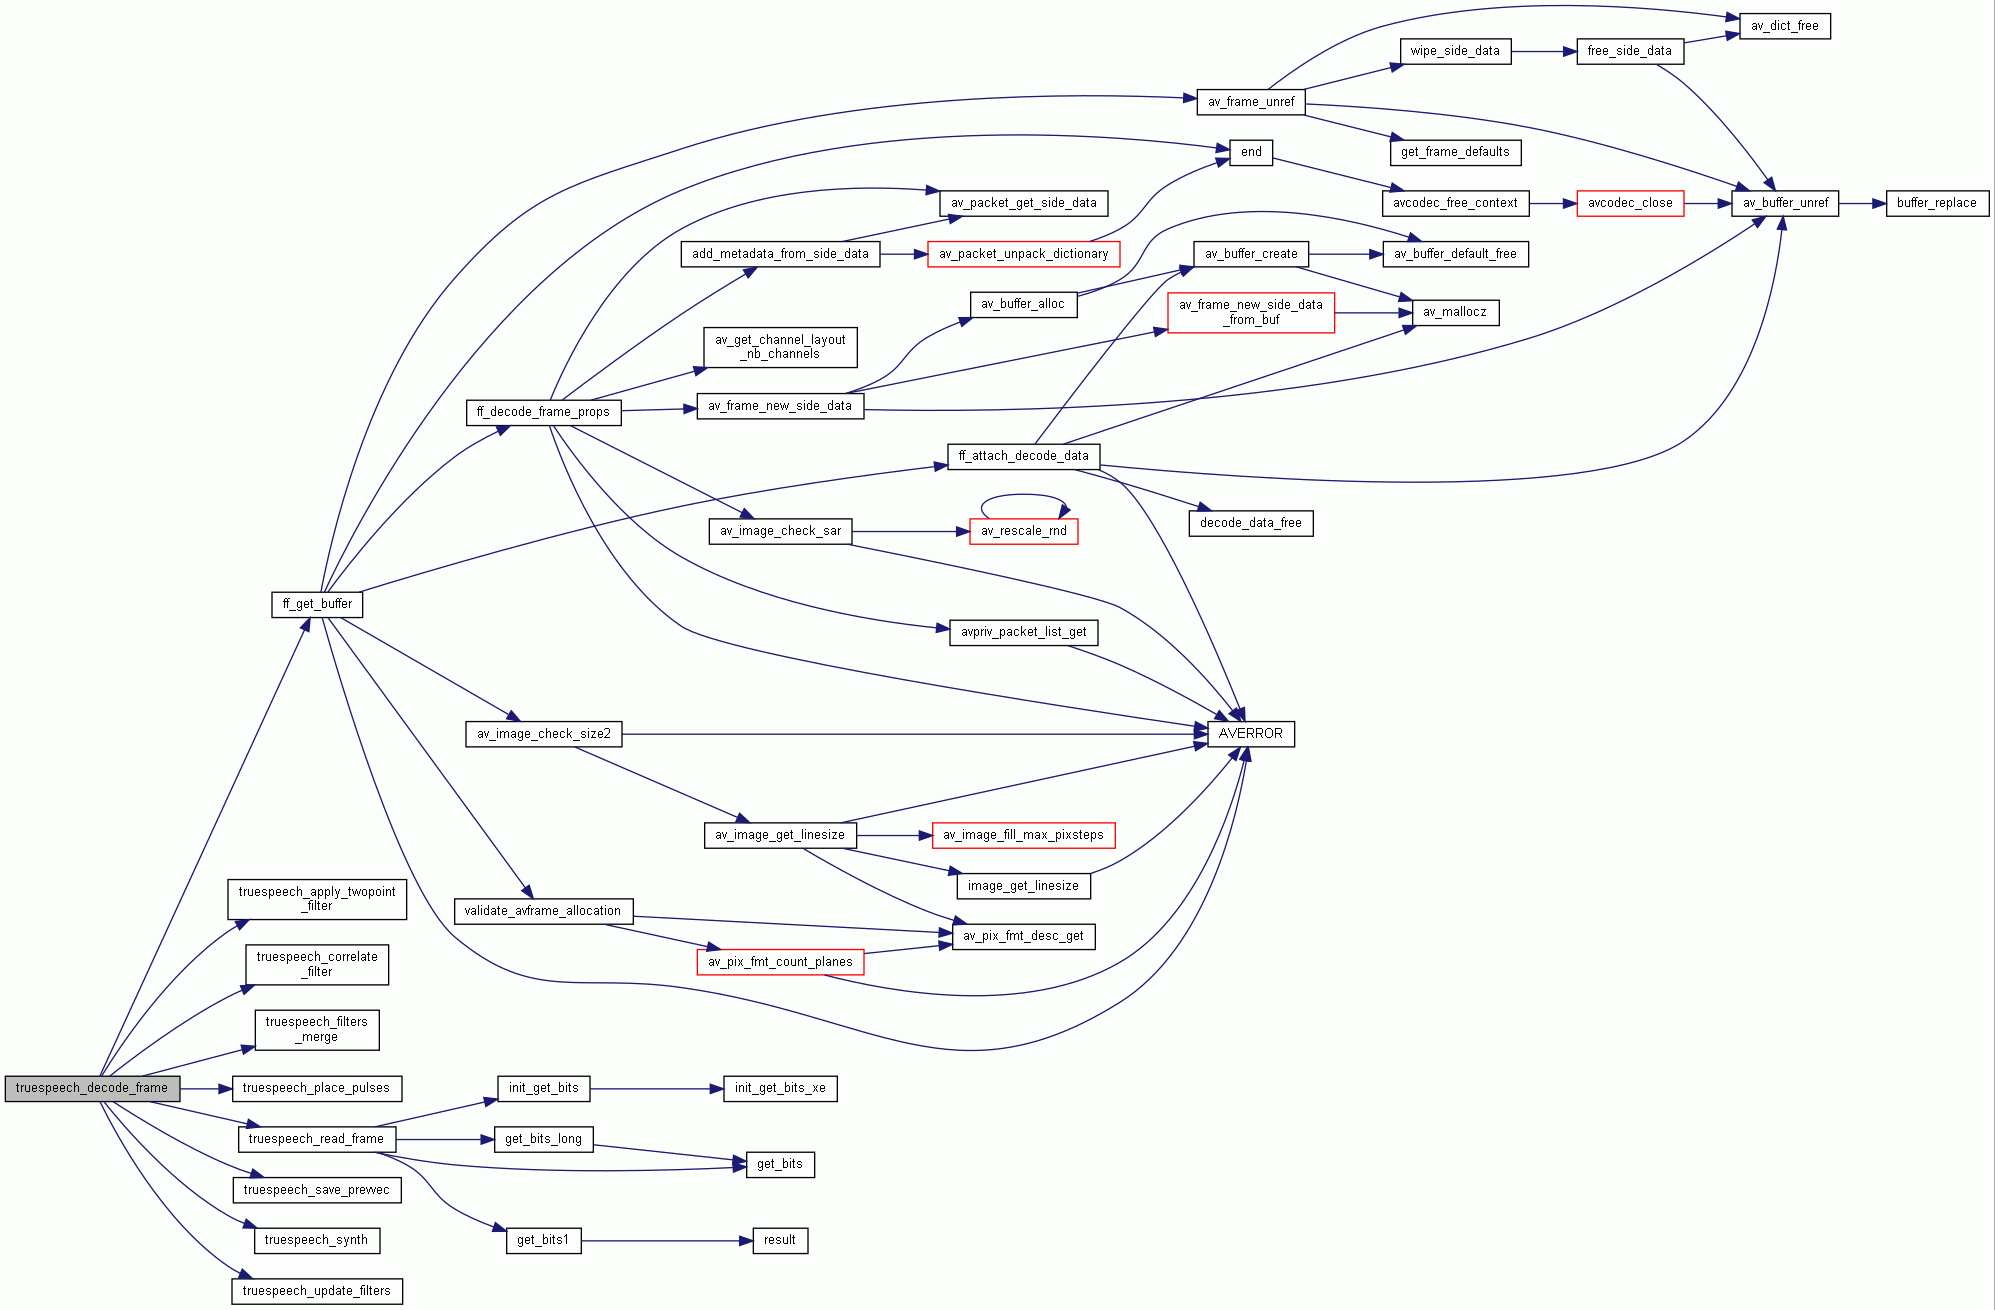 av_dict_free
wipe_side_data
free_side_data
av_frame_unref
end
get_frame_defaults
av_packet_get_side_data
avcodec_free_context
avcodec_close
av_buffer_unref
buffer_replace
add_metadata_from_side_data
av_packet_unpack_dictionary
av_buffer_create
av_buffer_default_free
av_buffer_alloc
av_frame_new_side_data
_from_buf
av_mallocz
av_get_channel_layout
_nb_channels
ff_decode_frame_props
av_frame_new_side_data
ff_attach_decode_data
av_image_check_sar
av_rescale_rnd
decode_data_free
ff_get_buffer
avpriv_packet_list_get
av_image_check_size2
AVERROR
av_image_get_linesize
av_image_fill_max_pixsteps
image_get_linesize
truespeech_apply_twopoint
_filter
validate_avframe_allocation
av_pix_fmt_desc_get
truespeech_correlate
_filter
av_pix_fmt_count_planes
truespeech_filters
_merge
truespeech_decode_frame
truespeech_place_pulses
init_get_bits
init_get_bits_xe
truespeech_read_frame
get_bits_long
get_bits
truespeech_save_prevvec
truespeech_synth
get_bits1
result
truespeech_update_filters